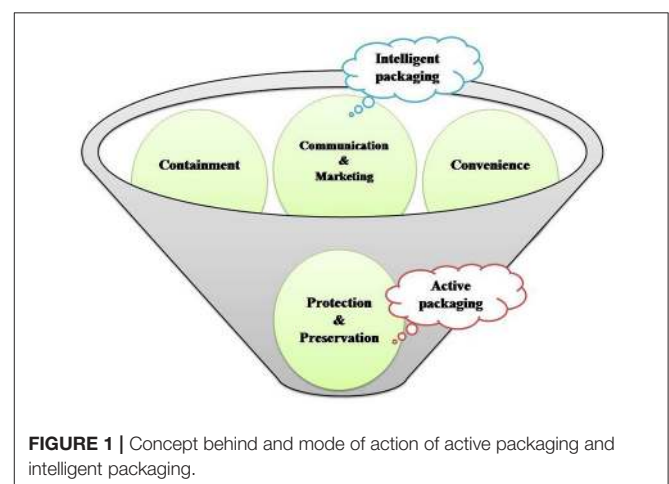 Intelligent
packaging
Containment
Communication
&
Marketing
Convenience
Active
packaging
Protection
&
Preservation
FIGURE 1 | Concept behind and mode of action of active packaging and
intelligent packaging.